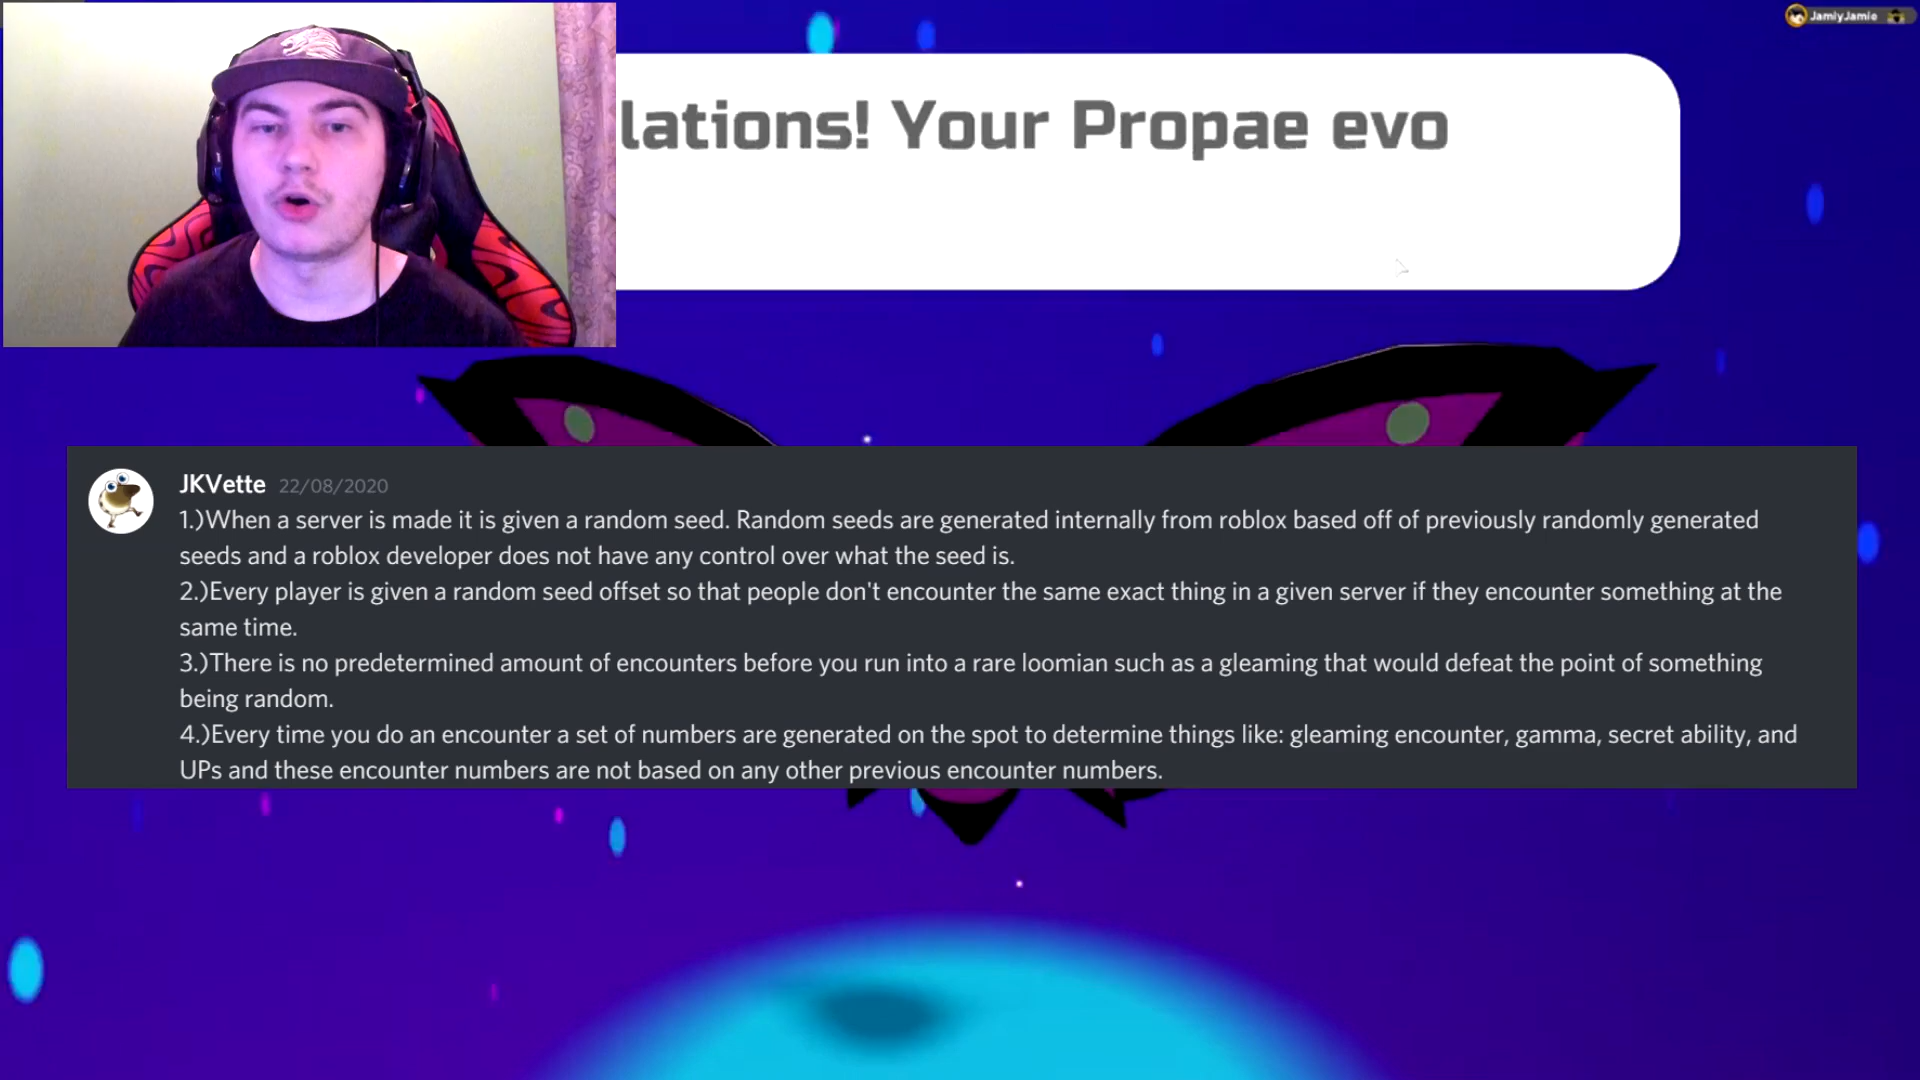 JamiyJamie
lations! Your Propae evo
JKVette 22/08/2020
1.)When a server is made it is given a random seed. Random seeds are generated internally from roblox based off of previously randomly generated
seeds and a roblox developer does not have any control over what the seed is.
2.)Every player is given a random seed offset so that people don't encounter the same exact thing in a given server if they encounter something at the
same time.
3.)There is no predetermined amount of encounters before you run into a rare loomian such as a gleaming that would defeat the point of something
being random.
4.)Every time you do an encounter a set of numbers are generated on the spot to determine things like: gleaming encounter, gamma, secret ability, and
UPs and these encounter numbers are not based on any other previous encounter numbers.